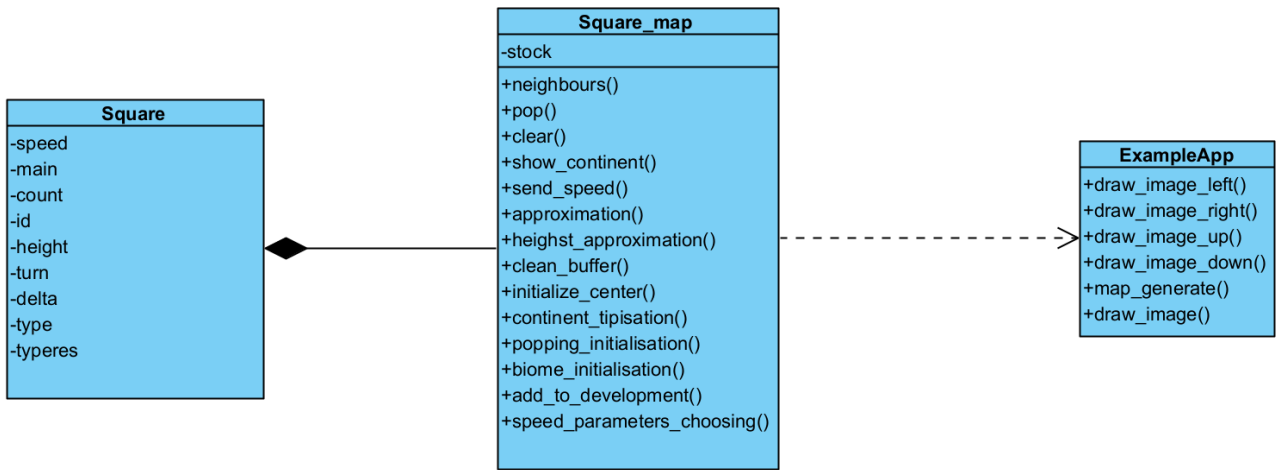 Square
-speed
-main
-count
-id
-height
-turn
-delta
-type
-typeres
Square_map
-stock
+neighbours()
+pop()
+clear()
+show_continent()
+send_speed()
+approximation()
+heighst_approximation()
+clean_buffer()
+initialize_center()
+continent_tipisation()
+popping_initialisation()
+biome_initialisation()
+add_to_development()
+speed_parameters_choosing()
ExampleApp
+draw_image_left()
+draw_image_right()
+draw_image_up()
+draw_image_down()
+map_generate()
+draw_image()